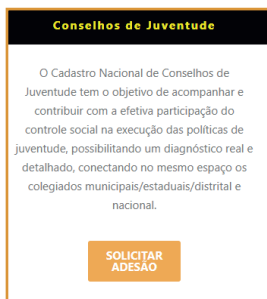 Conselhos de Juventude
O Cadastro Nacional de Conselhos de
Juventude tem o objetivo de acompanhar e
contribuir com a efetiva participação do
controle social na execução das políticas de
juventude, possibilitando um diagnóstico real e
detalhado, conectando no mesmo espaço os
colegiados municipais/estaduais/distrital e
nacional.
SOLICITAR
ADESÃO